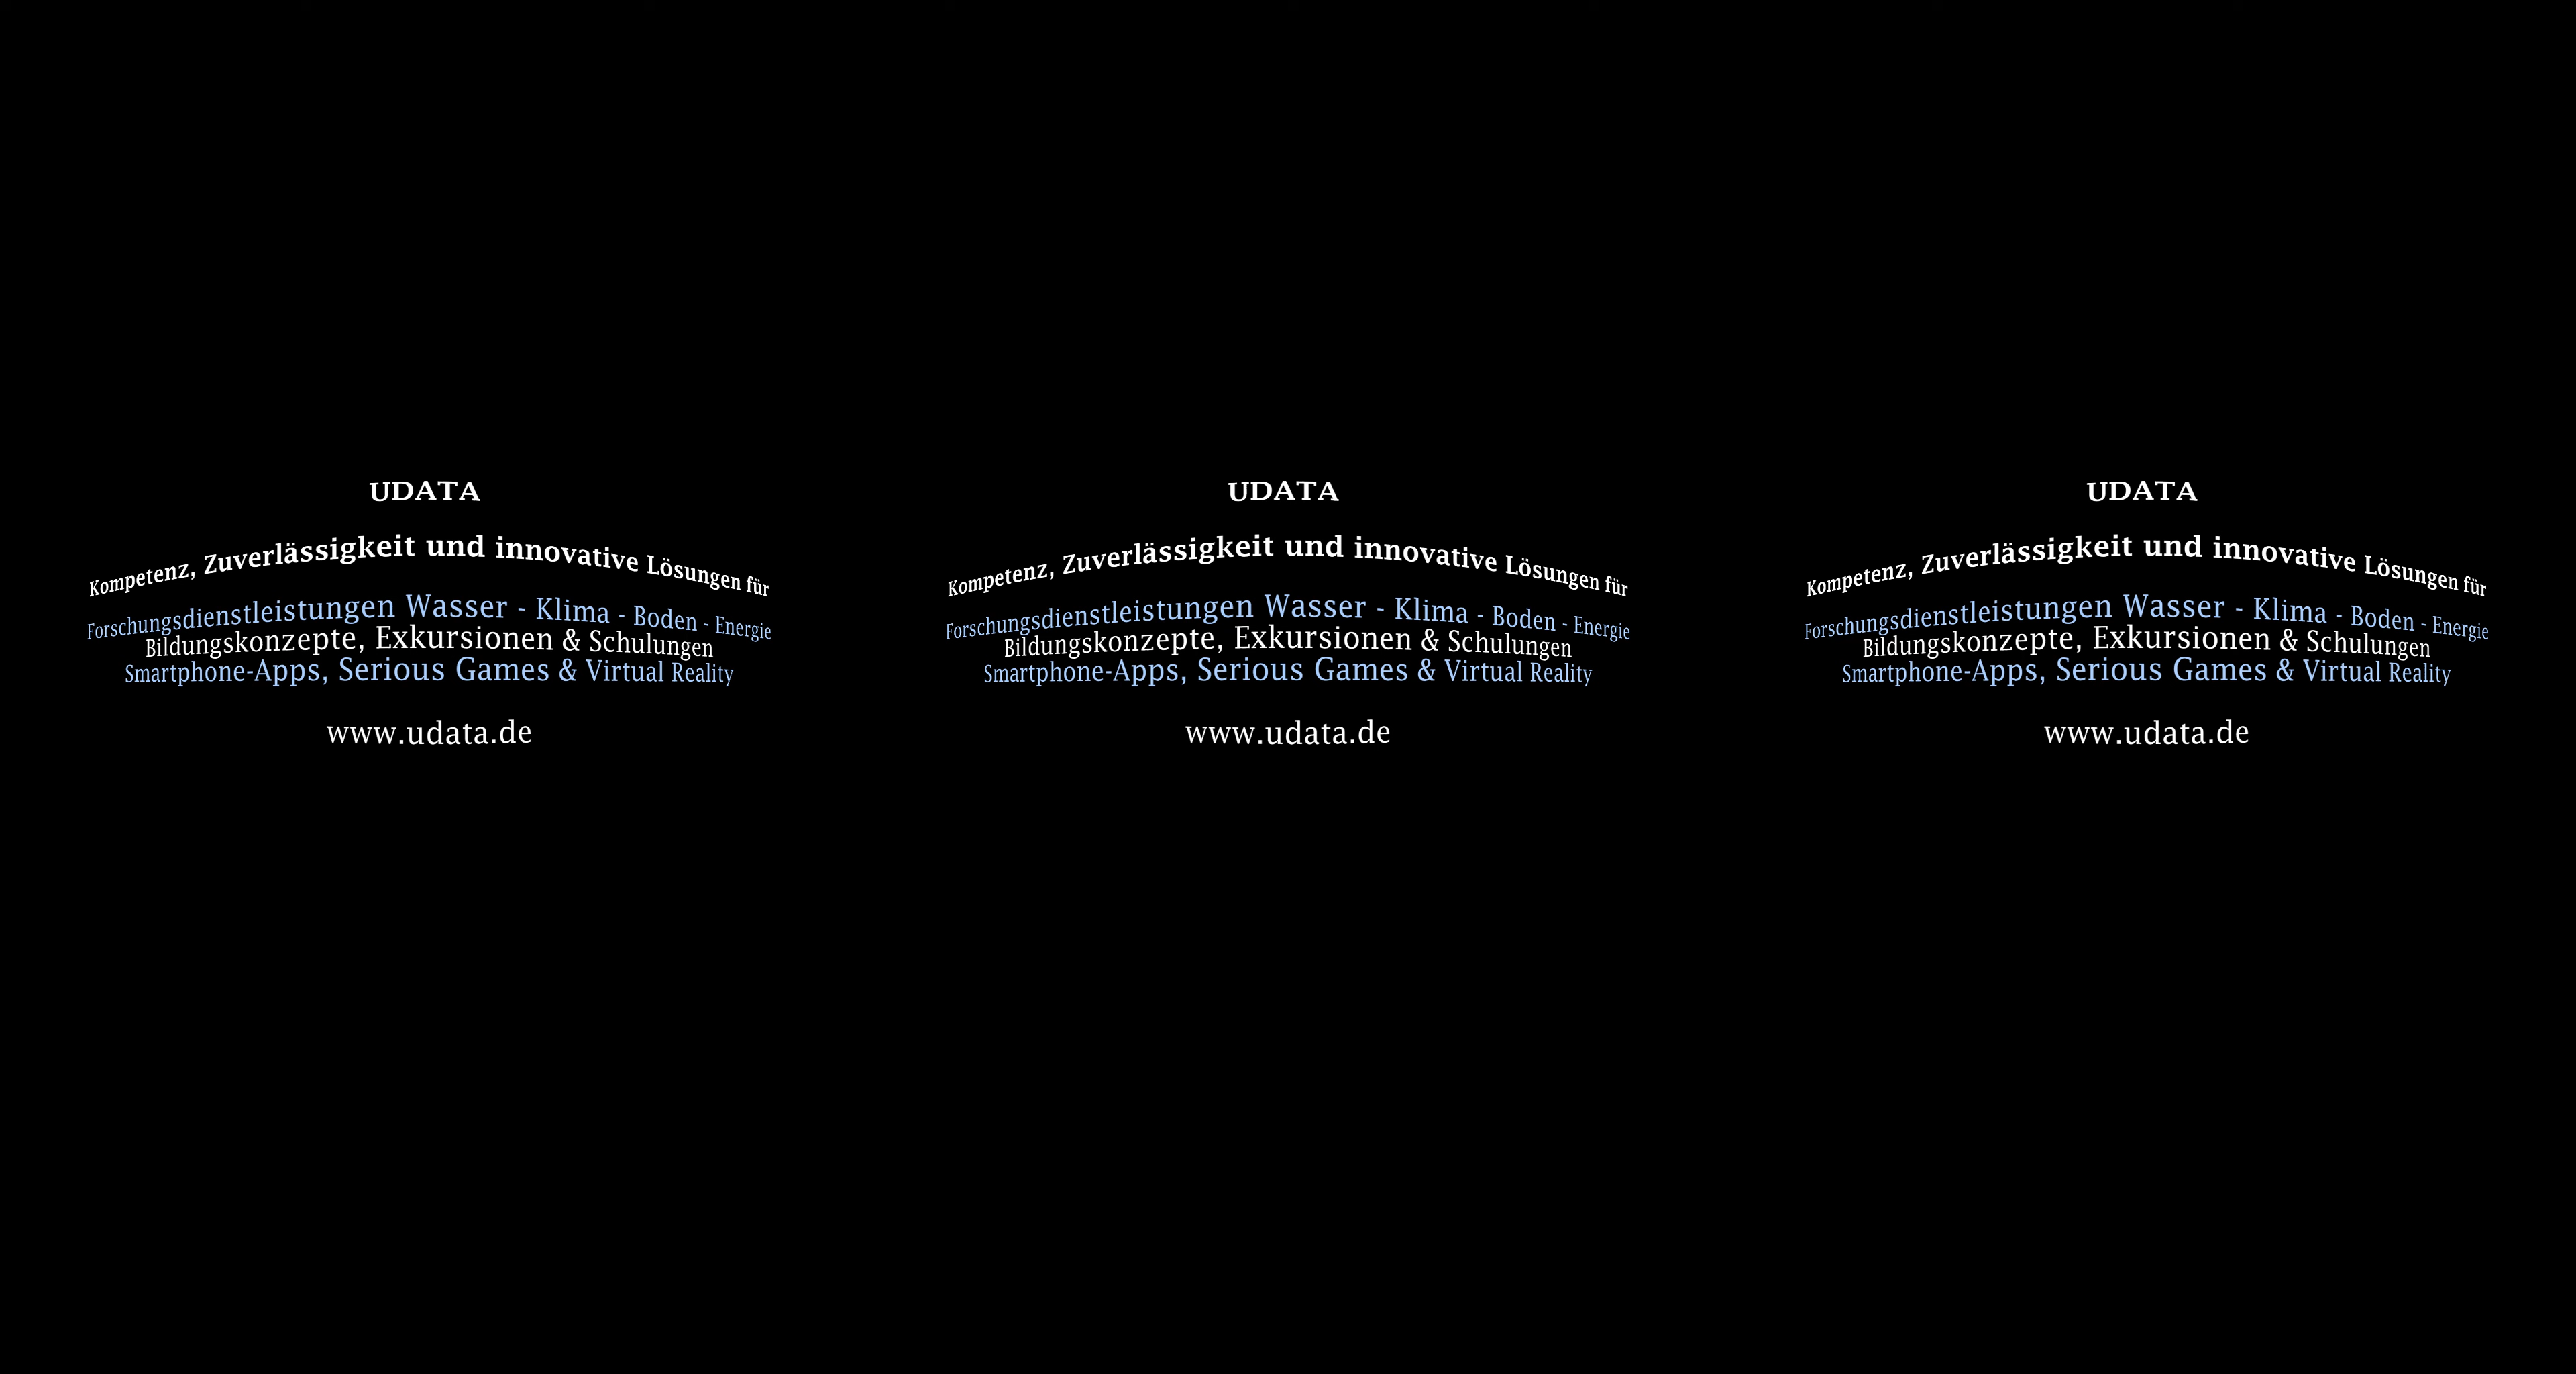 UDATA
Kompetenz, Zuverlässigkeit und innovative Lösungen für
Forschungsdienstleistungen Wasser - Klima - Boden - Energie
Bildungskonzepte, Exkursionen & Schulungen
Smartphone-Apps, Serious Games & Virtual Reality
www.udata.de
UDATA
Kompetenz, Zuverlässigkeit und innovative Lösungen für
Forschungsdienstleistungen Wasser - Klima - Boden - Energie
Bildungskonzepte, Exkursionen & Schulungen
Smartphone-Apps, Serious Games & Virtual Reality
www.udata.de
UDATA
Kompetenz, Zuverlässigkeit und innovative Lösungen für
Forschungsdienstleistungen Wasser - Klima - Boden - Energie
Bildungskonzepte, Exkursionen & Schulungen
Smartphone-Apps, Serious Games & Virtual Reality
www.udata.de